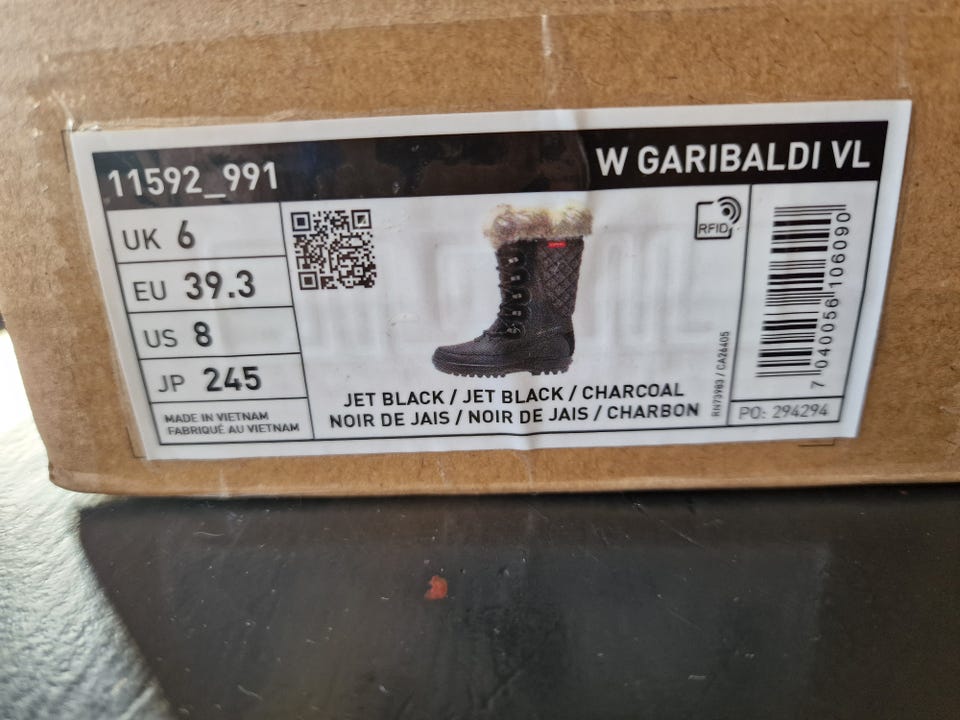 11592_991
W GARIBALDI VL
UK 6
EU 39.3
US 8
JP 245
MADE IN VIETNAM
FABRIQUÉ AU VIETNAM
RFID
JET BLACK / JET BLACK / CHARCOAL
NOIR DE JAIS / NOIR DE JAIS / CHARBON
RN73983 / CA26405
7 040056 106090
PO: 294294